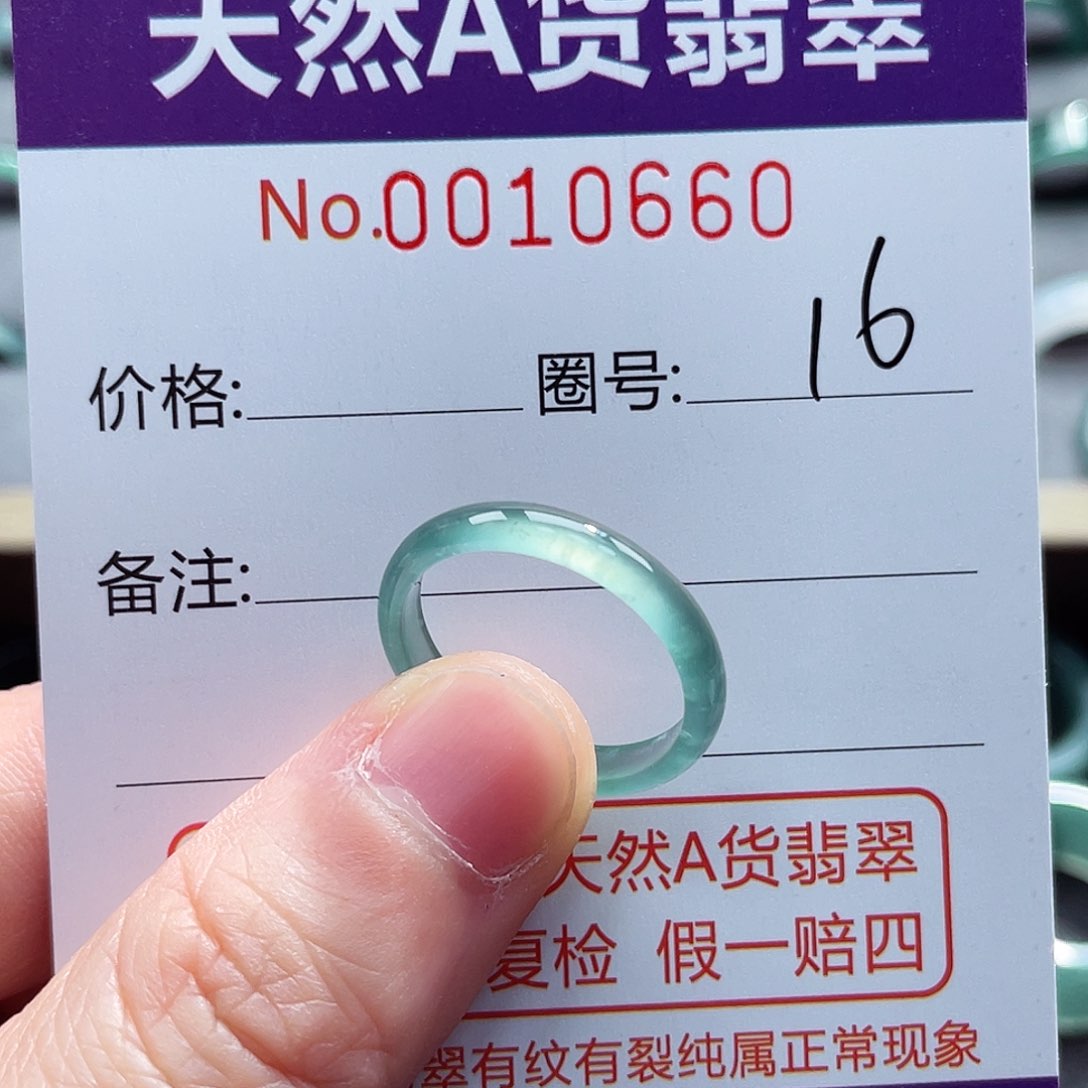 天然A货翡翠
No.0010660
价格: 圈号: 16
备注:
天然A货翡翠
复检 假一赔四
翠有纹有裂纯属正常现象